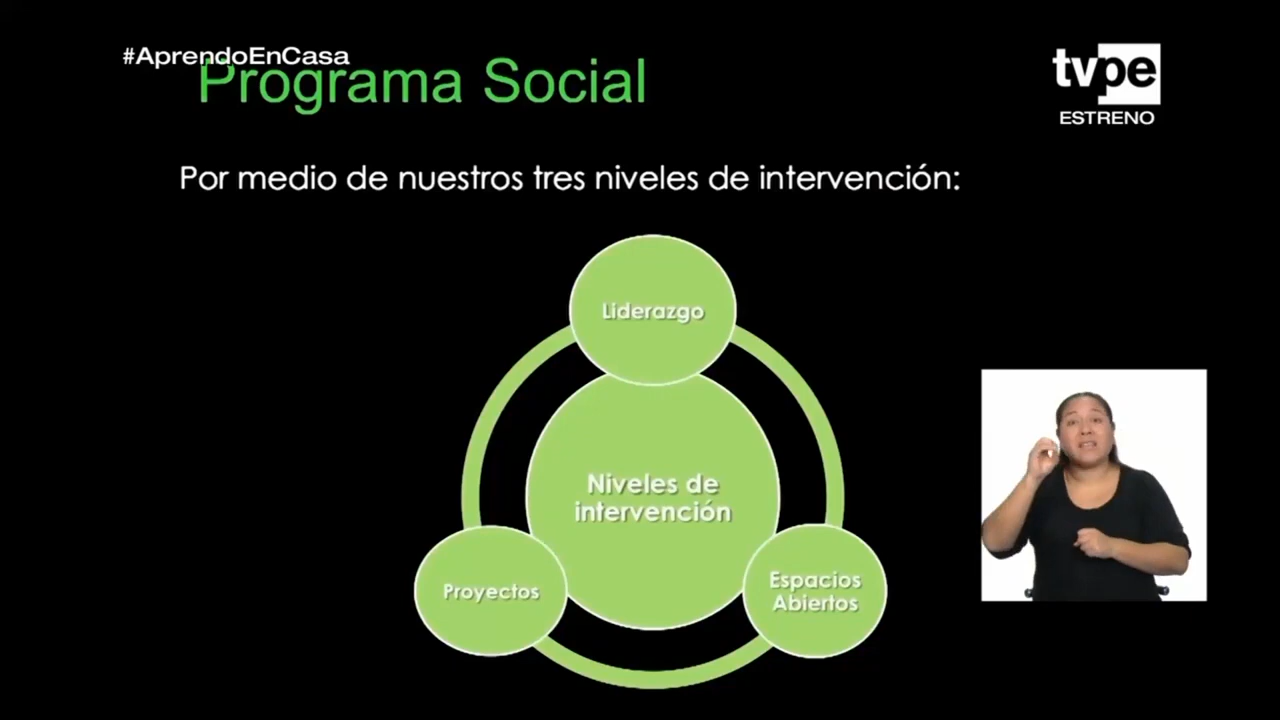 #AprendoEnCasa
Programa Social
tvpe
ESTRENO
Por medio de nuestros tres niveles de intervención:
Liderazgo
Niveles de
intervención
Proyectos
Espacios
Abiertos